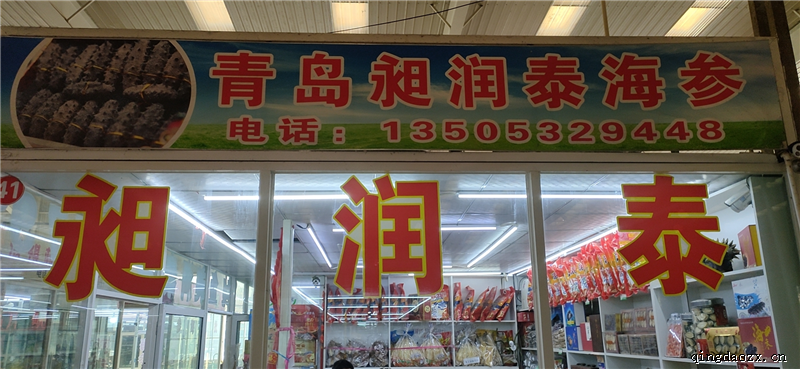 青岛昶润泰海参
电话：13505329448
41
昶润泰
qingdaozx.cn